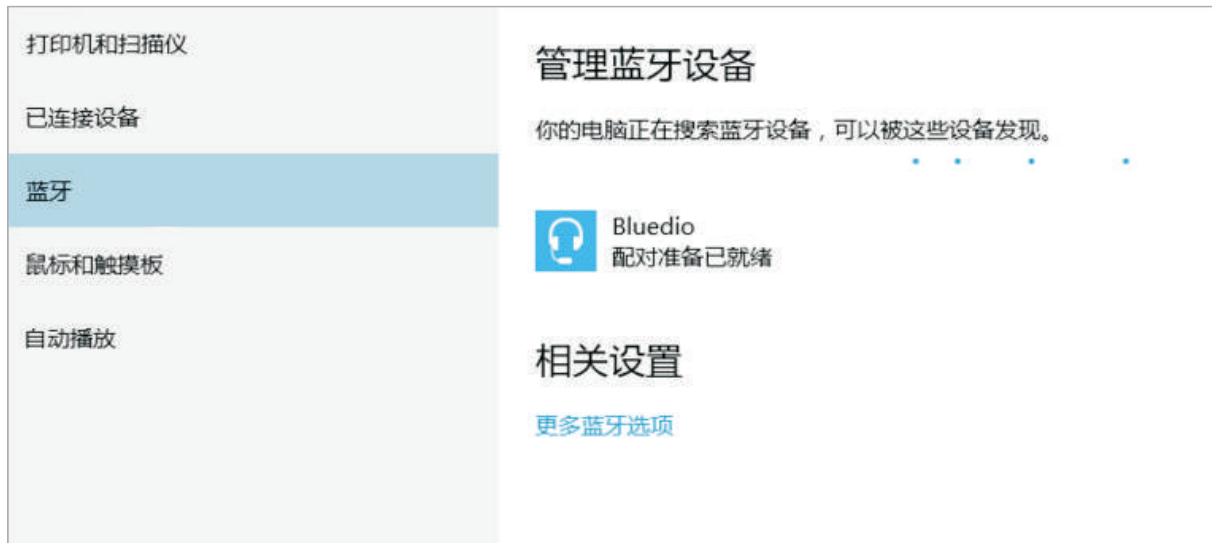 打印机和扫描仪
已连接设备
蓝牙
鼠标和触摸板
自动播放
管理蓝牙设备
你的电脑正在搜索蓝牙设备，可以被这些设备发现。
Bluedio
配对准备已就绪
相关设置
更多蓝牙选项